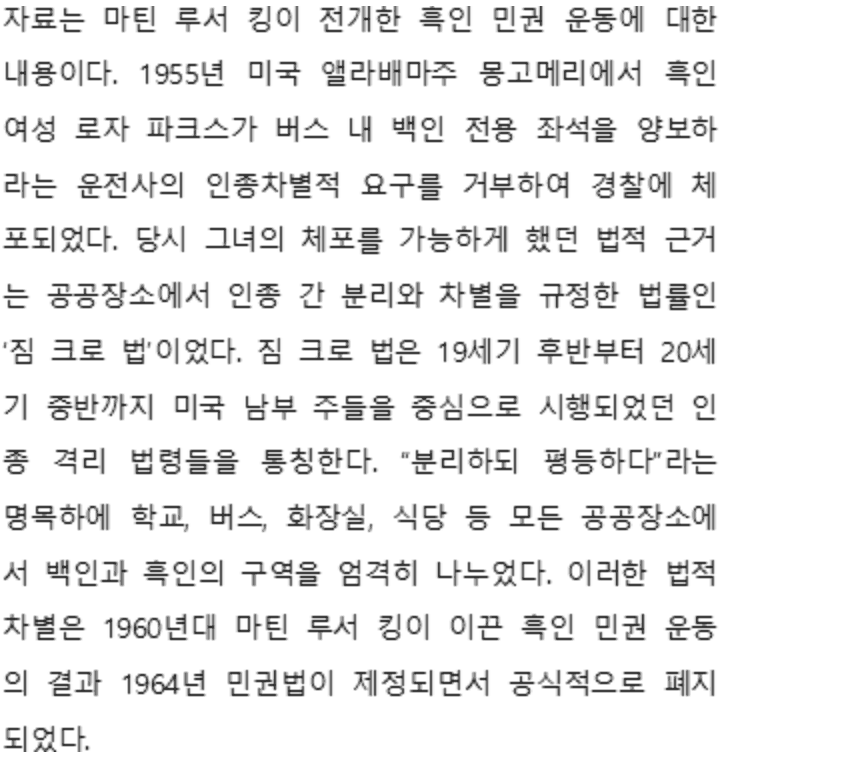 자료는 마틴 루서 킹이 전개한 흑인 민권 운동에 대한
내용이다. 1955년 미국 앨라배마주 몽고메리에서 흑인
여성 로자 파크스가 버스 내 백인 전용 좌석을 양보하
라는 운전사의 인종차별적 요구를 거부하여 경찰에 체
포되었다. 당시 그녀의 체포를 가능하게 했던 법적 근거
는 공공장소에서 인종 간 분리와 차별을 규정한 법률인
‘짐 크로 법’이었다. 짐 크로 법은 19세기 후반부터 20세
기 중반까지 미국 남부 주들을 중심으로 시행되었던 인
종 격리 법령들을 통칭한다. “분리하되 평등하다”라는
명목하에 학교, 버스, 화장실, 식당 등 모든 공공장소에
서 백인과 흑인의 구역을 엄격히 나누었다. 이러한 법적
차별은 1960년대 마틴 루서 킹이 이끈 흑인 민권 운동
의 결과 1964년 민권법이 제정되면서 공식적으로 폐지
되었다.